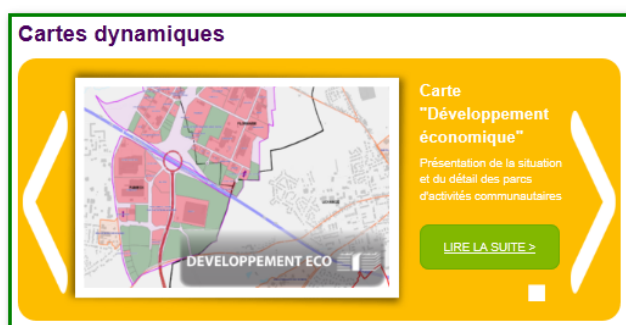 Cartes dynamiques
Carte
"Développement
économique"
Présentation de la situation
et du détail des parcs
d'activités communautaires
DEVELOPPEMENT ECO
LIRE LA SUITE >